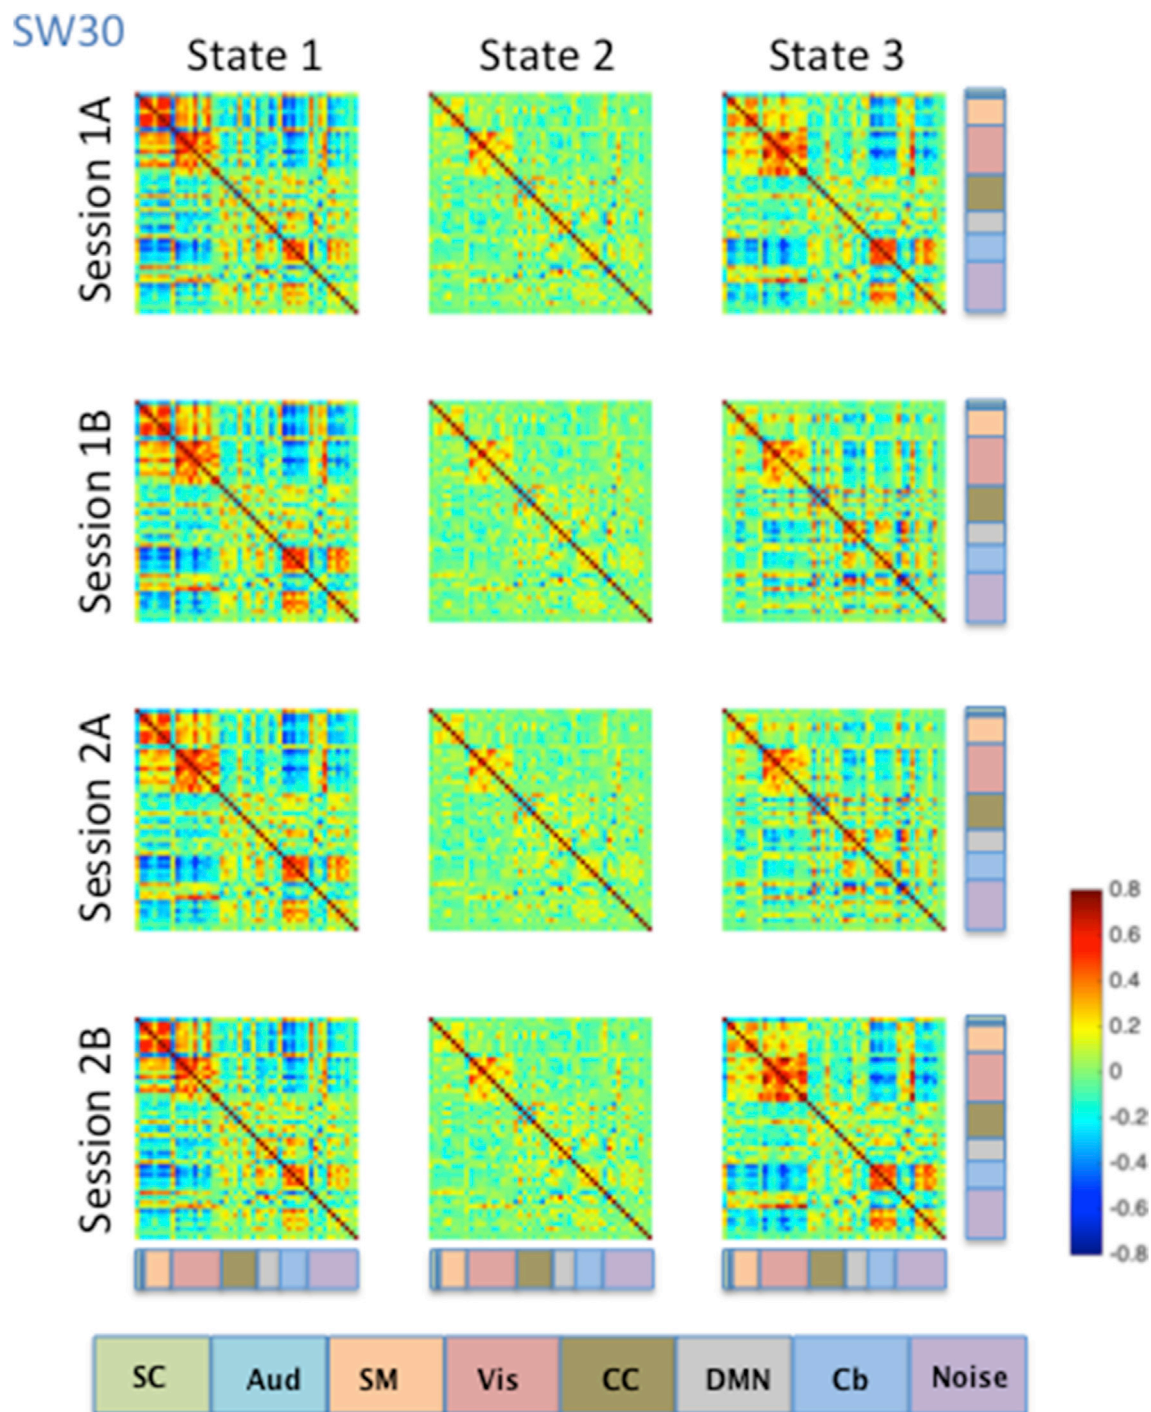 SW30
State 1 State 2 State 3
Session 1A
Session 1B
Session 2A
Session 2B
0.8
0.6
0.4
0.2
0
-0.2
-0.4
-0.6
-0.8
SC Aud SM Vis CC DMN Cb Noise